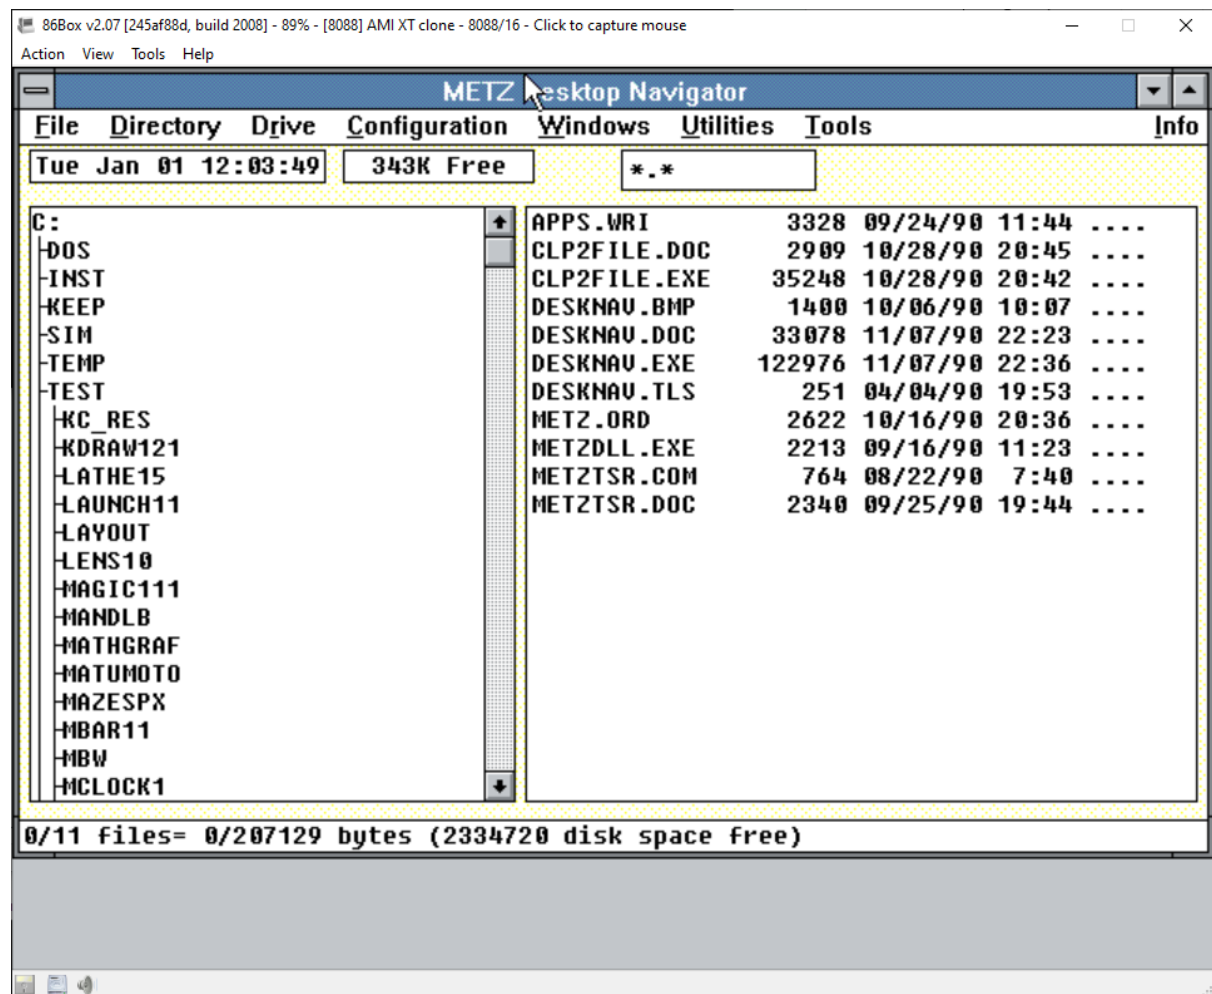 86Box v2.07 [245af88d, build 2008] - 89% - [8088] AMI XT clone - 8088/16 - Click to capture mouse
Action View Tools Help
METZ Desktop Navigator
File Directory Drive Configuration Windows Utilities Tools Info
Tue Jan 01 12:03:49 343K Free *.*
C:
DOS
INST
KEEP
SIM
TEMP
TEST
KC_RES
KDRAW121
LATHE15
LAUNCH11
LAYOUT
LENS10
MAGIC111
MANDLB
MATHGRAF
MATUMOTO
MAZESPX
MBAR11
MBW
MCLOCK1
APPS.WRI 3328 09/24/90 11:44 ....
CLP2FILE.DOC 2909 10/28/90 20:45 ....
CLP2FILE.EXE 35248 10/28/90 20:42 ....
DESKNAV.BMP 1400 10/06/90 10:07 ....
DESKNAV.DOC 33078 11/07/90 22:23 ....
DESKNAV.EXE 122976 11/07/90 22:36 ....
DESKNAV.TLS 251 04/04/90 19:53 ....
METZ.ORD 2622 10/16/90 20:36 ....
METZDLL.EXE 2213 09/16/90 11:23 ....
METZTSR.COM 764 08/22/90 7:40 ....
METZTSR.DOC 2340 09/25/90 19:44 ....
0/11 files= 0/207129 bytes (2334720 disk space free)